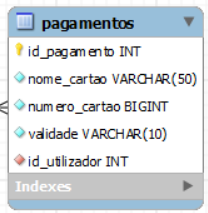 pagamentos
id_pagamento INT
nome_cartao VARCHAR(50)
numero_cartao BIGINT
validade VARCHAR(10)
id_utilizador INT
Indexes